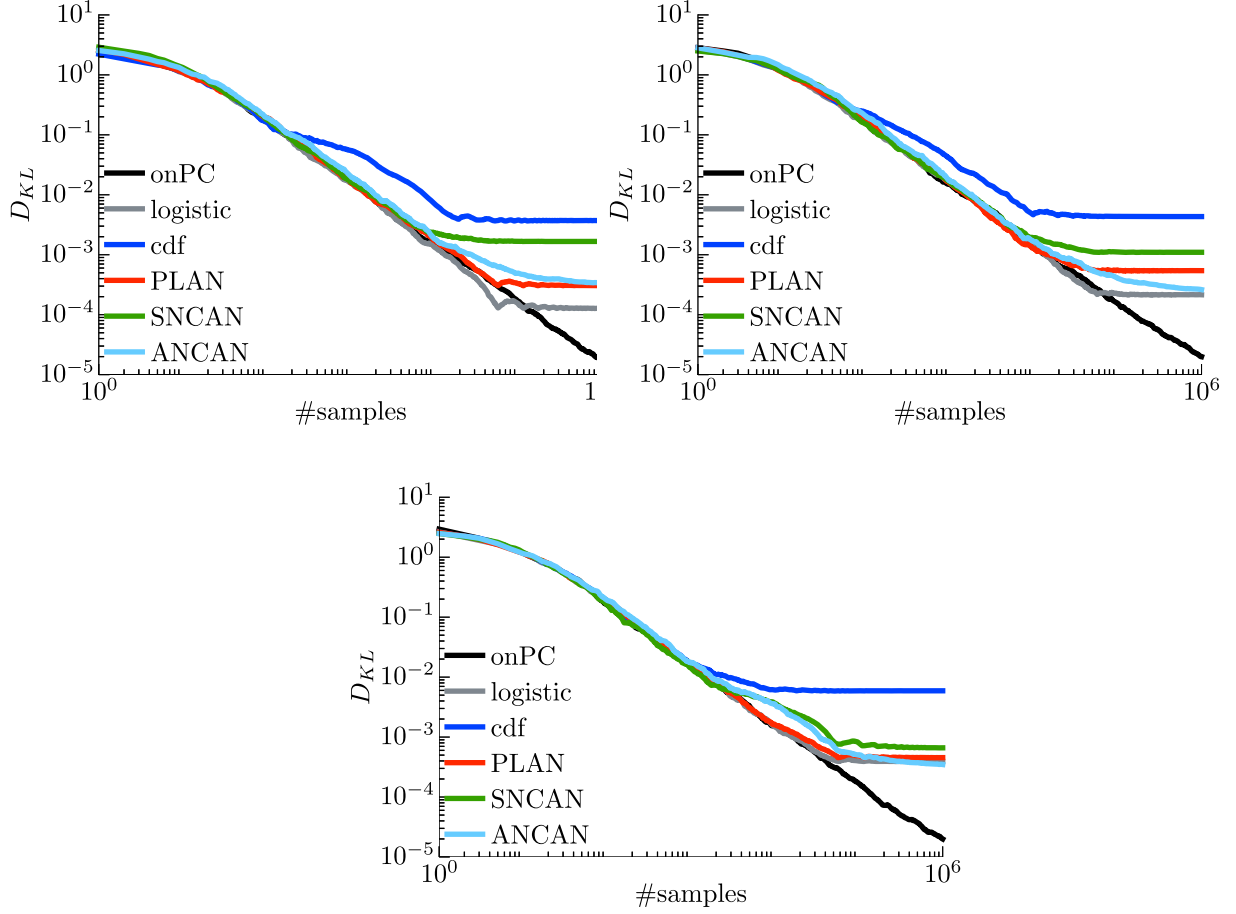 10^1
10^0
10^−1
10^−2
10^−3
10^−4
10^−5
D_KL
onPC
logistic
cdf
PLAN
SNCAN
ANCAN
10^0 1
#samples
10^1
10^0
10^−1
10^−2
10^−3
10^−4
10^−5
D_KL
onPC
logistic
cdf
PLAN
SNCAN
ANCAN
10^0 10^6
#samples
10^1
10^0
10^−1
10^−2
10^−3
10^−4
10^−5
D_KL
onPC
logistic
cdf
PLAN
SNCAN
ANCAN
10^0 10^6
#samples